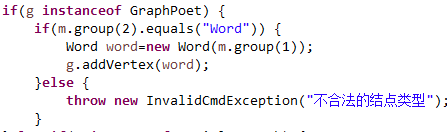 if(g instanceof GraphPoet) {
if(m.group(2).equals("Word")) {
Word word=new Word(m.group(1));
g.addVertex(word);
}else {
throw new InvalidCmdException("不合法的结点类型");
}